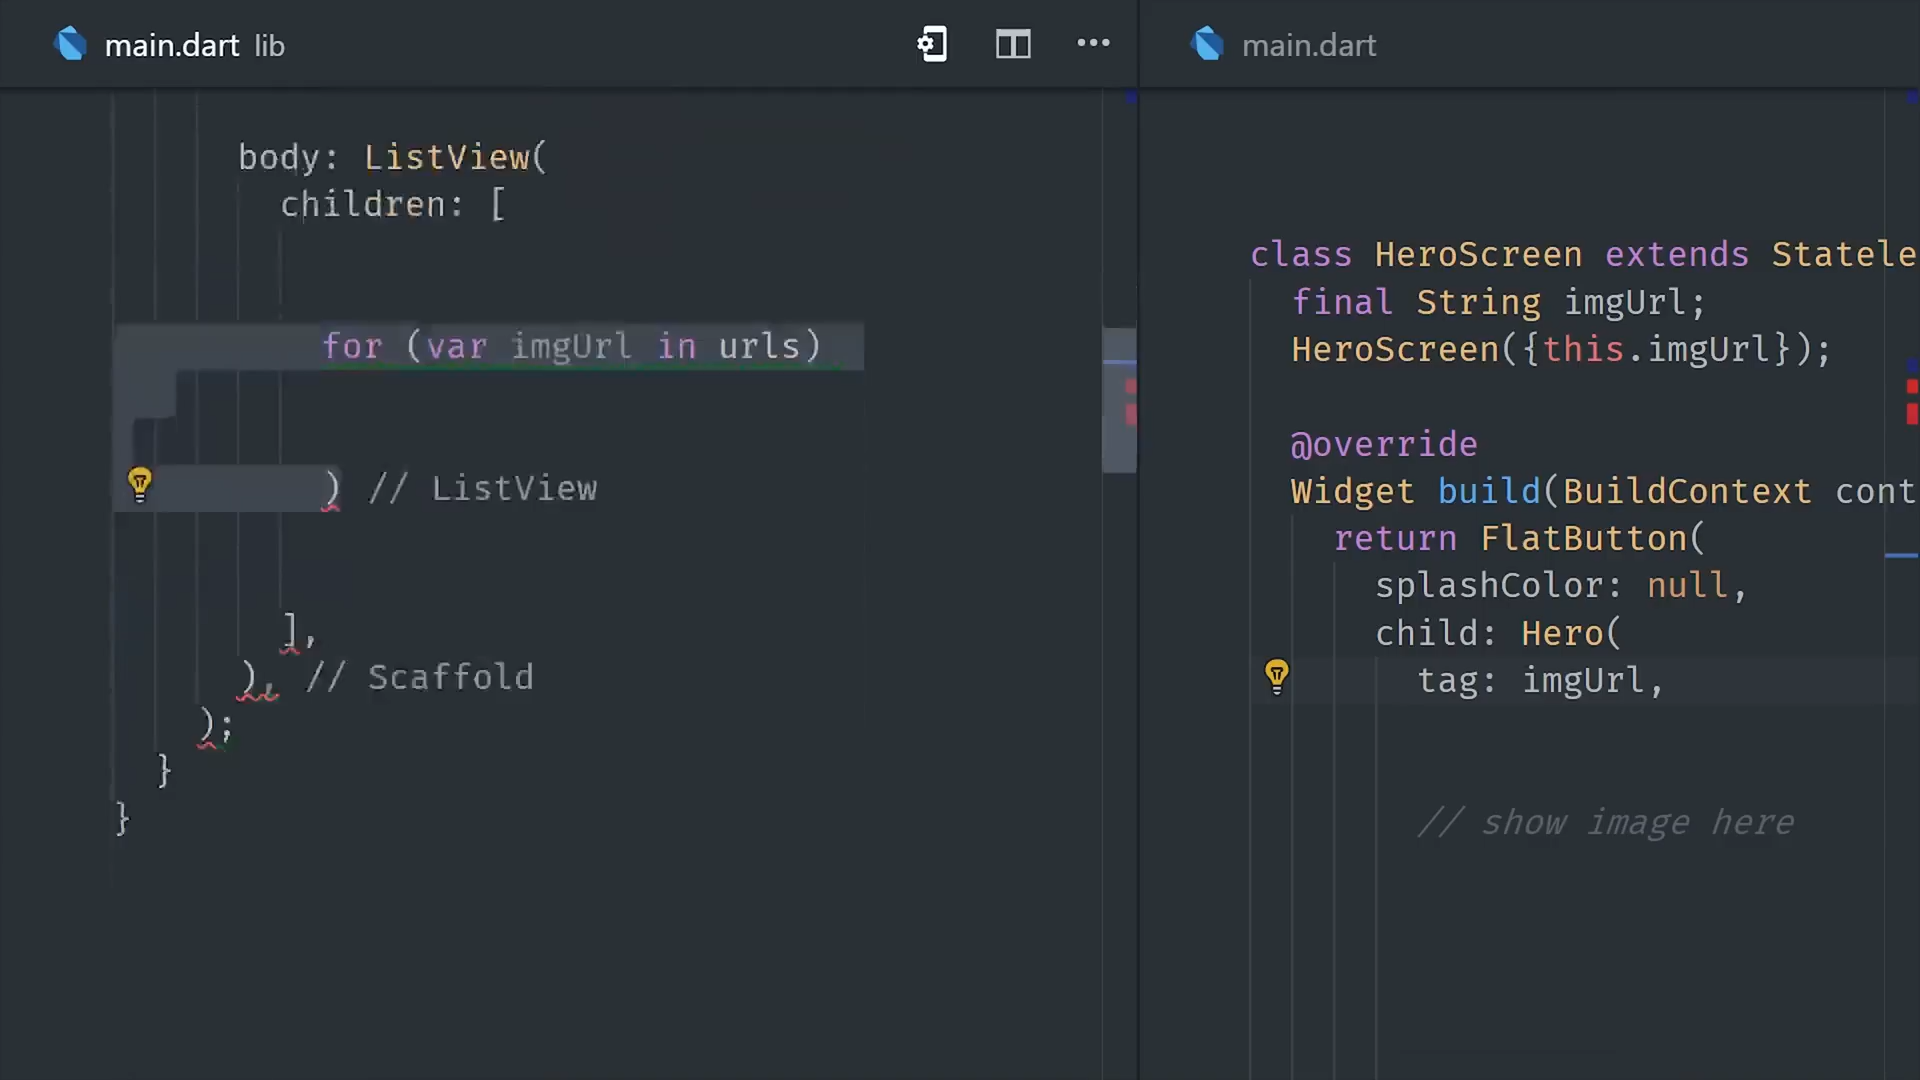 main.dart lib
body: ListView(
children: [
for (var imgUrl in urls)
) // ListView
],
), // Scaffold
);
}
}
main.dart
class HeroScreen extends Statele
final String imgUrl;
HeroScreen({this.imgUrl});
@override
Widget build(BuildContext cont
return FlatButton(
splashColor: null,
child: Hero(
tag: imgUrl,
// show image here